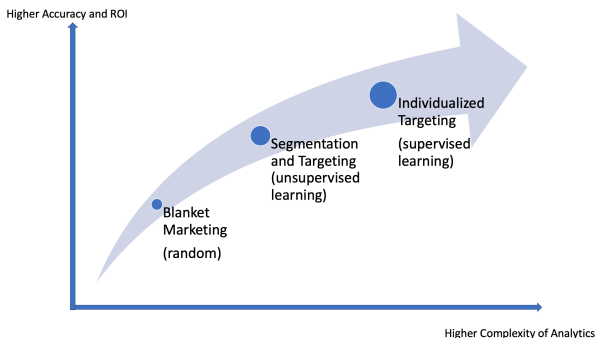 Higher Accuracy and ROI
Individualized
Targeting
(supervised
learning)
Segmentation
and Targeting
(unsupervised
learning)
Blanket
Marketing
(random)
Higher Complexity of Analytics